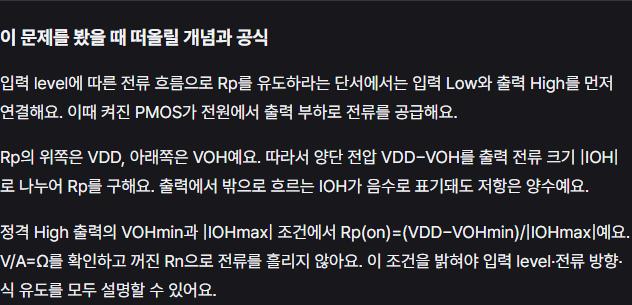 이 문제를 봤을 때 떠올릴 개념과 공식
입력 level에 따른 전류 흐름으로 Rp를 유도하라는 단서에서는 입력 Low와 출력 High를 먼저
연결해요. 이때 켜진 PMOS가 전원에서 출력 부하로 전류를 공급해요.
Rp의 위쪽은 VDD, 아래쪽은 VOH예요. 따라서 양단 전압 VDD−VOH를 출력 전류 크기 |IOH|
로 나누어 Rp를 구해요. 출력에서 밖으로 흐르는 IOH가 음수로 표기돼도 저항은 양수예요.
정격 High 출력의 VOHmin과 |IOHmax| 조건에서 Rp(on)=(VDD−VOHmin)/|IOHmax|예요.
V/A=Ω를 확인하고 꺼진 Rn으로 전류를 흘리지 않아요. 이 조건을 밝혀야 입력 level·전류 방향·
식 유도를 모두 설명할 수 있어요.